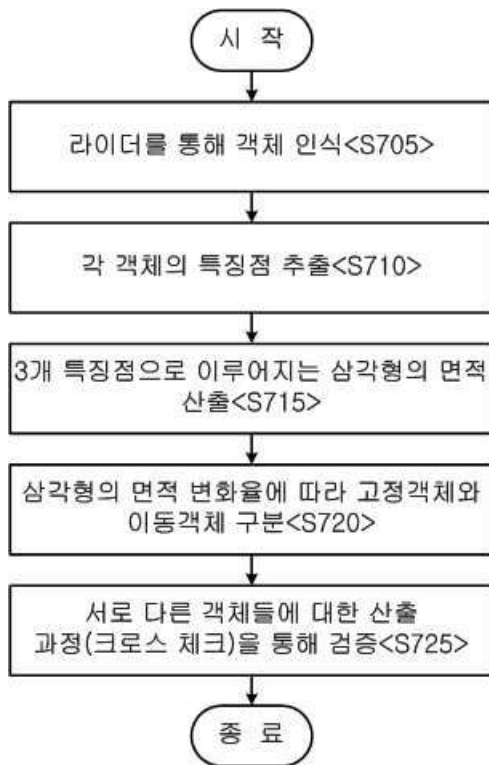 시 작
라이더를 통해 객체 인식<S705>
각 객체의 특징점 추출<S710>
3개 특징점으로 이루어지는 삼각형의 면적
산출<S715>
삼각형의 면적 변화율에 따라 고정객체와
이동객체 구분<S720>
서로 다른 객체들에 대한 산출
과정(크로스 체크)을 통해 검증<S725>
종 료